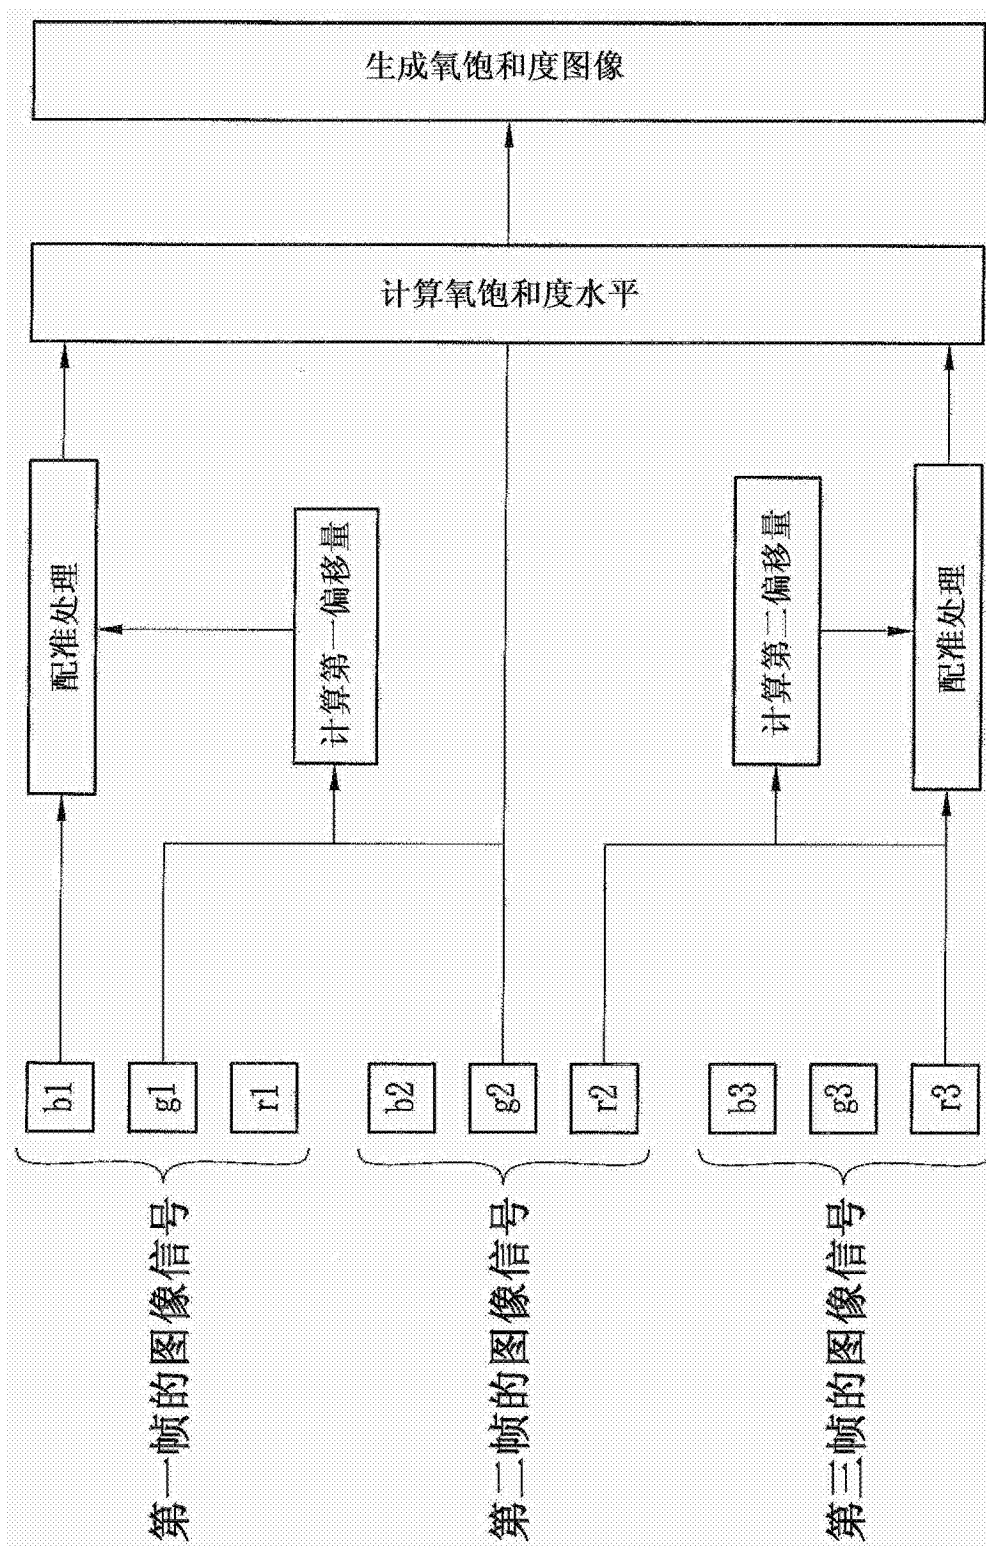 生成氧饱和度图像
计算氧饱和度水平
配准处理
计算第一偏移量
计算第二偏移量
配准处理
b1
g1
r1
b2
g2
r2
b3
g3
r3
第一帧的图像信号
第二帧的图像信号
第三帧的图像信号